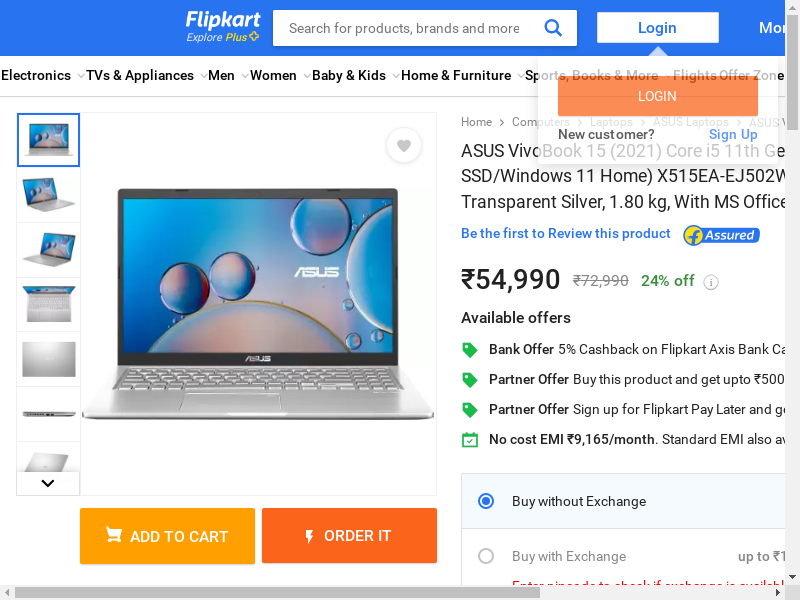 Flipkart
Explore Plus
Search for products, brands and more
Login
Electronics
TVs & Appliances
Men
Women
Baby & Kids
Home & Furniture
Sports, Books & More
Flights
Offer Zone
LOGIN
New customer?
Sign Up
Home
Computers
Laptops
ASUS Laptops
ASUS
ASUS VivoBook 15 (2021) Core i5 11th Ge
SSD/Windows 11 Home) X515EA-EJ502W
Transparent Silver, 1.80 kg, With MS Office
Be the first to Review this product
Assured
₹54,990 ₹72,990 24% off
Available offers
Bank Offer 5% Cashback on Flipkart Axis Bank Ca
Partner Offer Buy this product and get upto ₹500
Partner Offer Sign up for Flipkart Pay Later and ge
No cost EMI ₹9,165/month. Standard EMI also av
Buy without Exchange
Buy with Exchange
up to ₹1
Enter pincode to check if exchange is availabl
ASUS
ASUS
ADD TO CART
ORDER IT